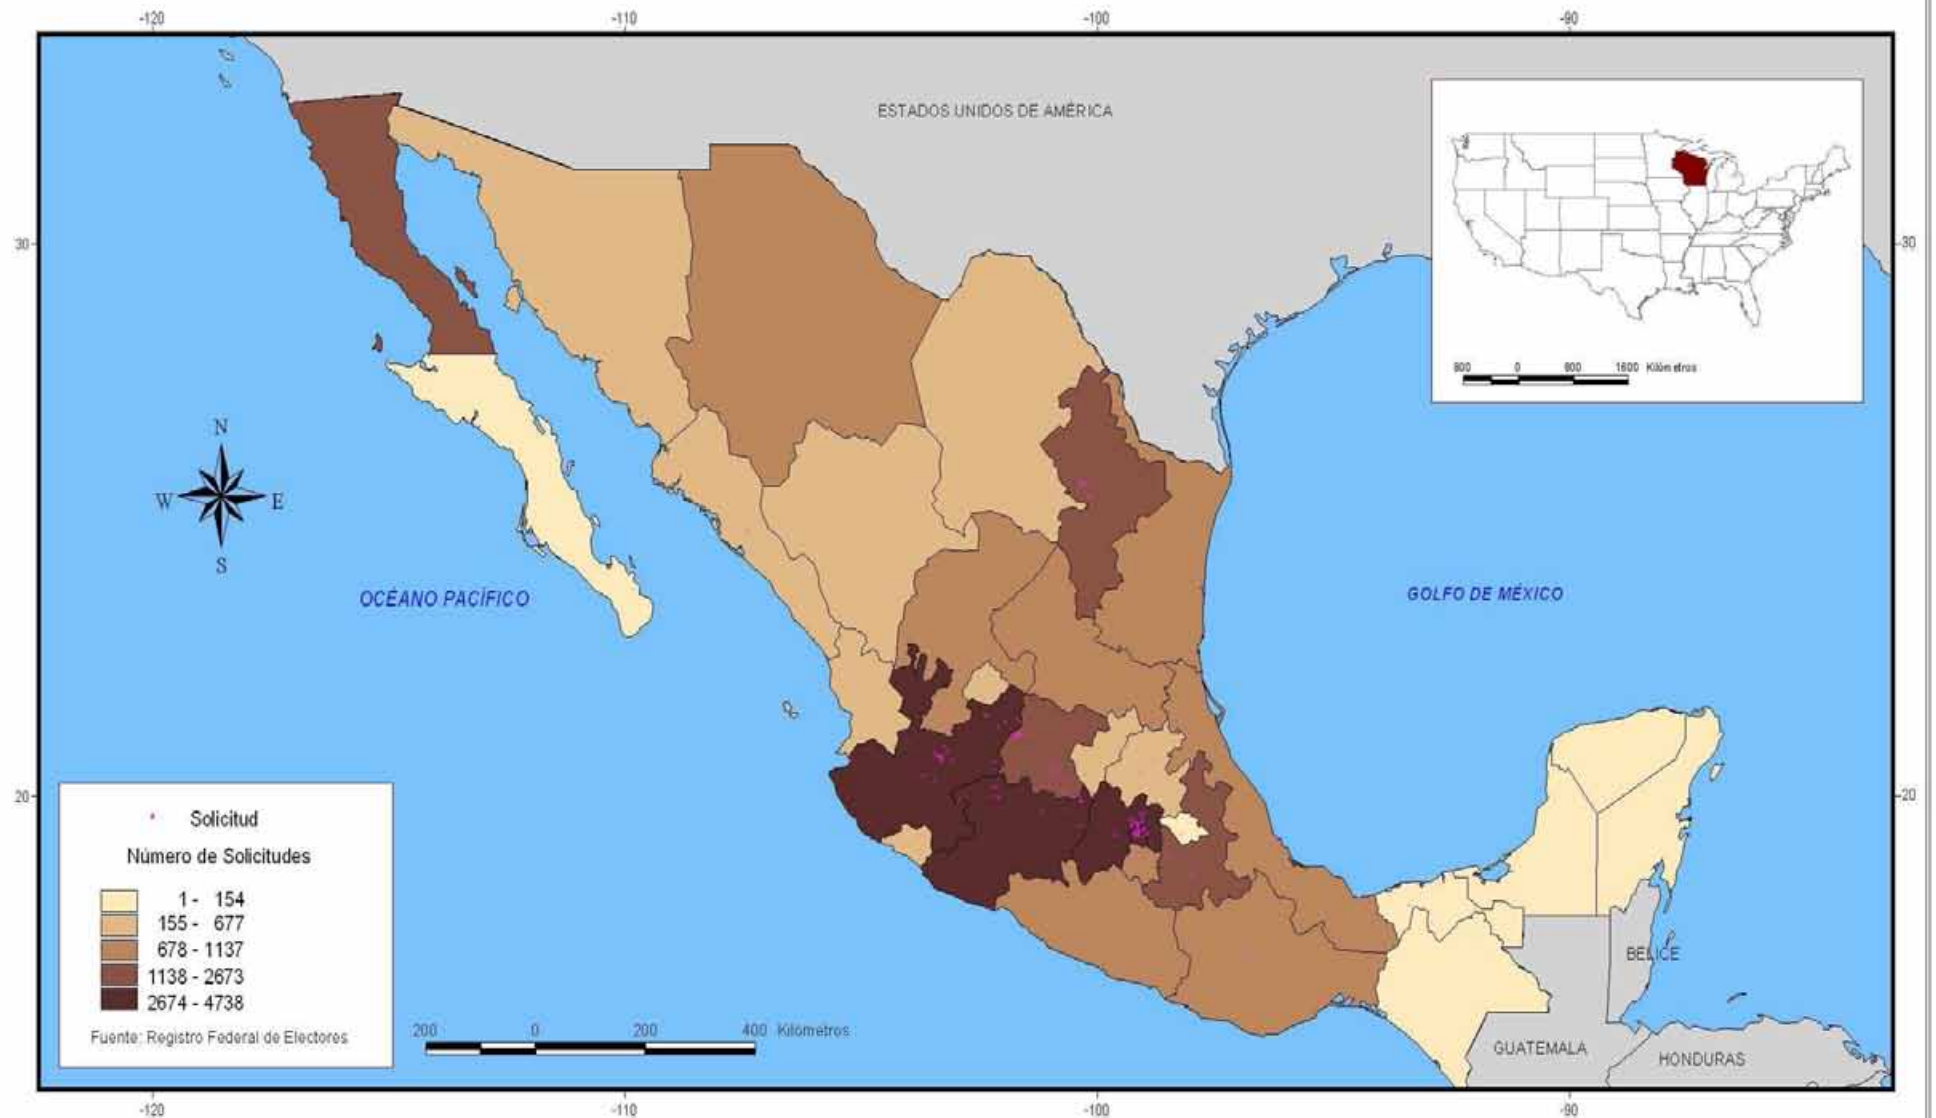 -120
-110
-100
-90
ESTADOS UNIDOS DE AMÉRICA
30
30
800 0 800 1600 Kilómetros
N
W E
S
OCÉANO PACÍFICO
GOLFO DE MÉXICO
20
20
Solicitud
Número de Solicitudes
1 - 154
155 - 677
678 - 1137
1138 - 2673
2674 - 4738
Fuente: Registro Federal de Electores
200 0 200 400 Kilómetros
BELICE
GUATEMALA
HONDURAS
-120
-110
-100
-90